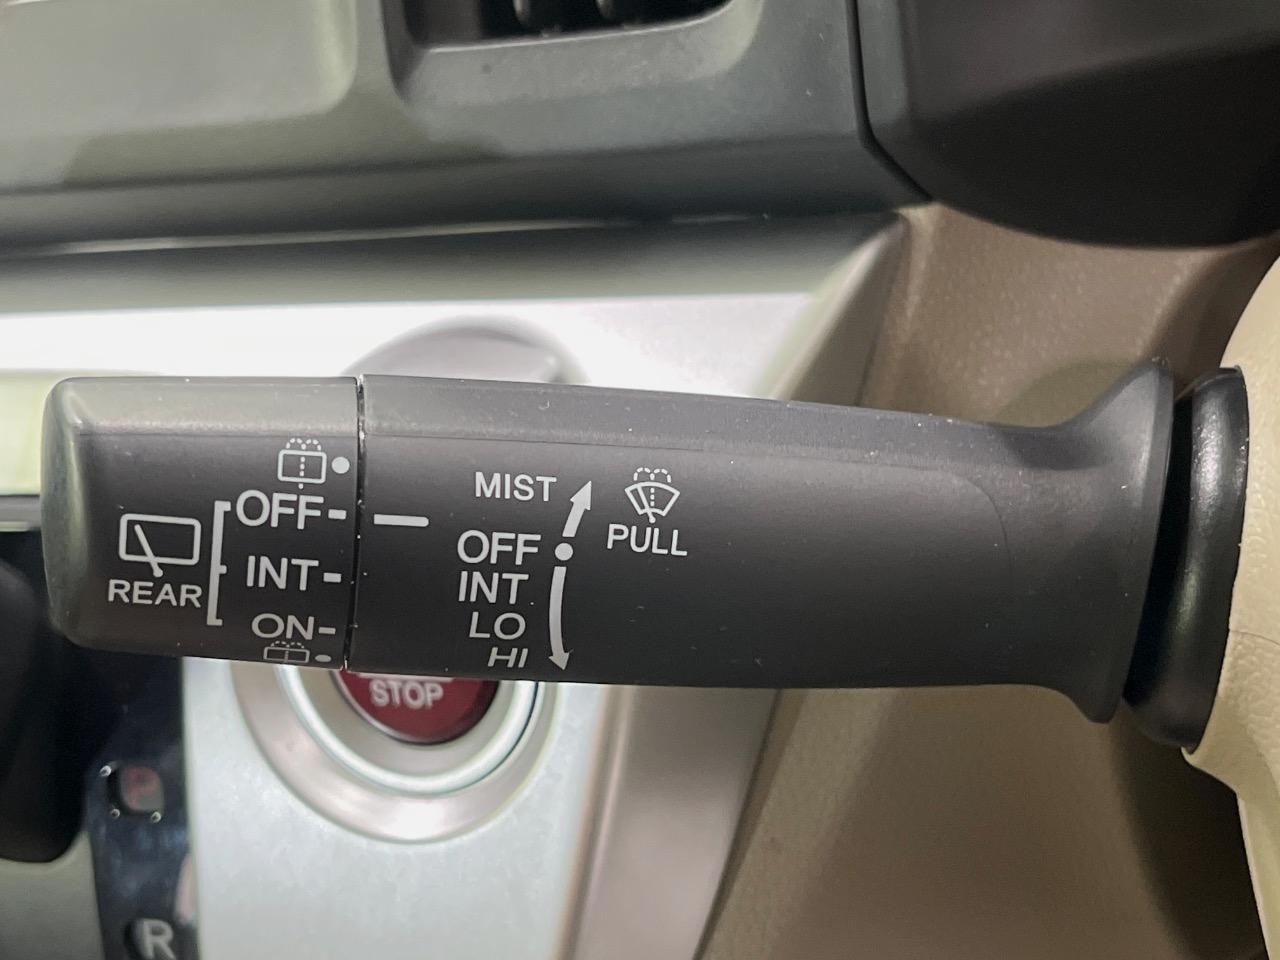 MIST
OFF-
OFF
PULL
INT-
INT
REAR
ON-
LO
HI
STOP
P
R